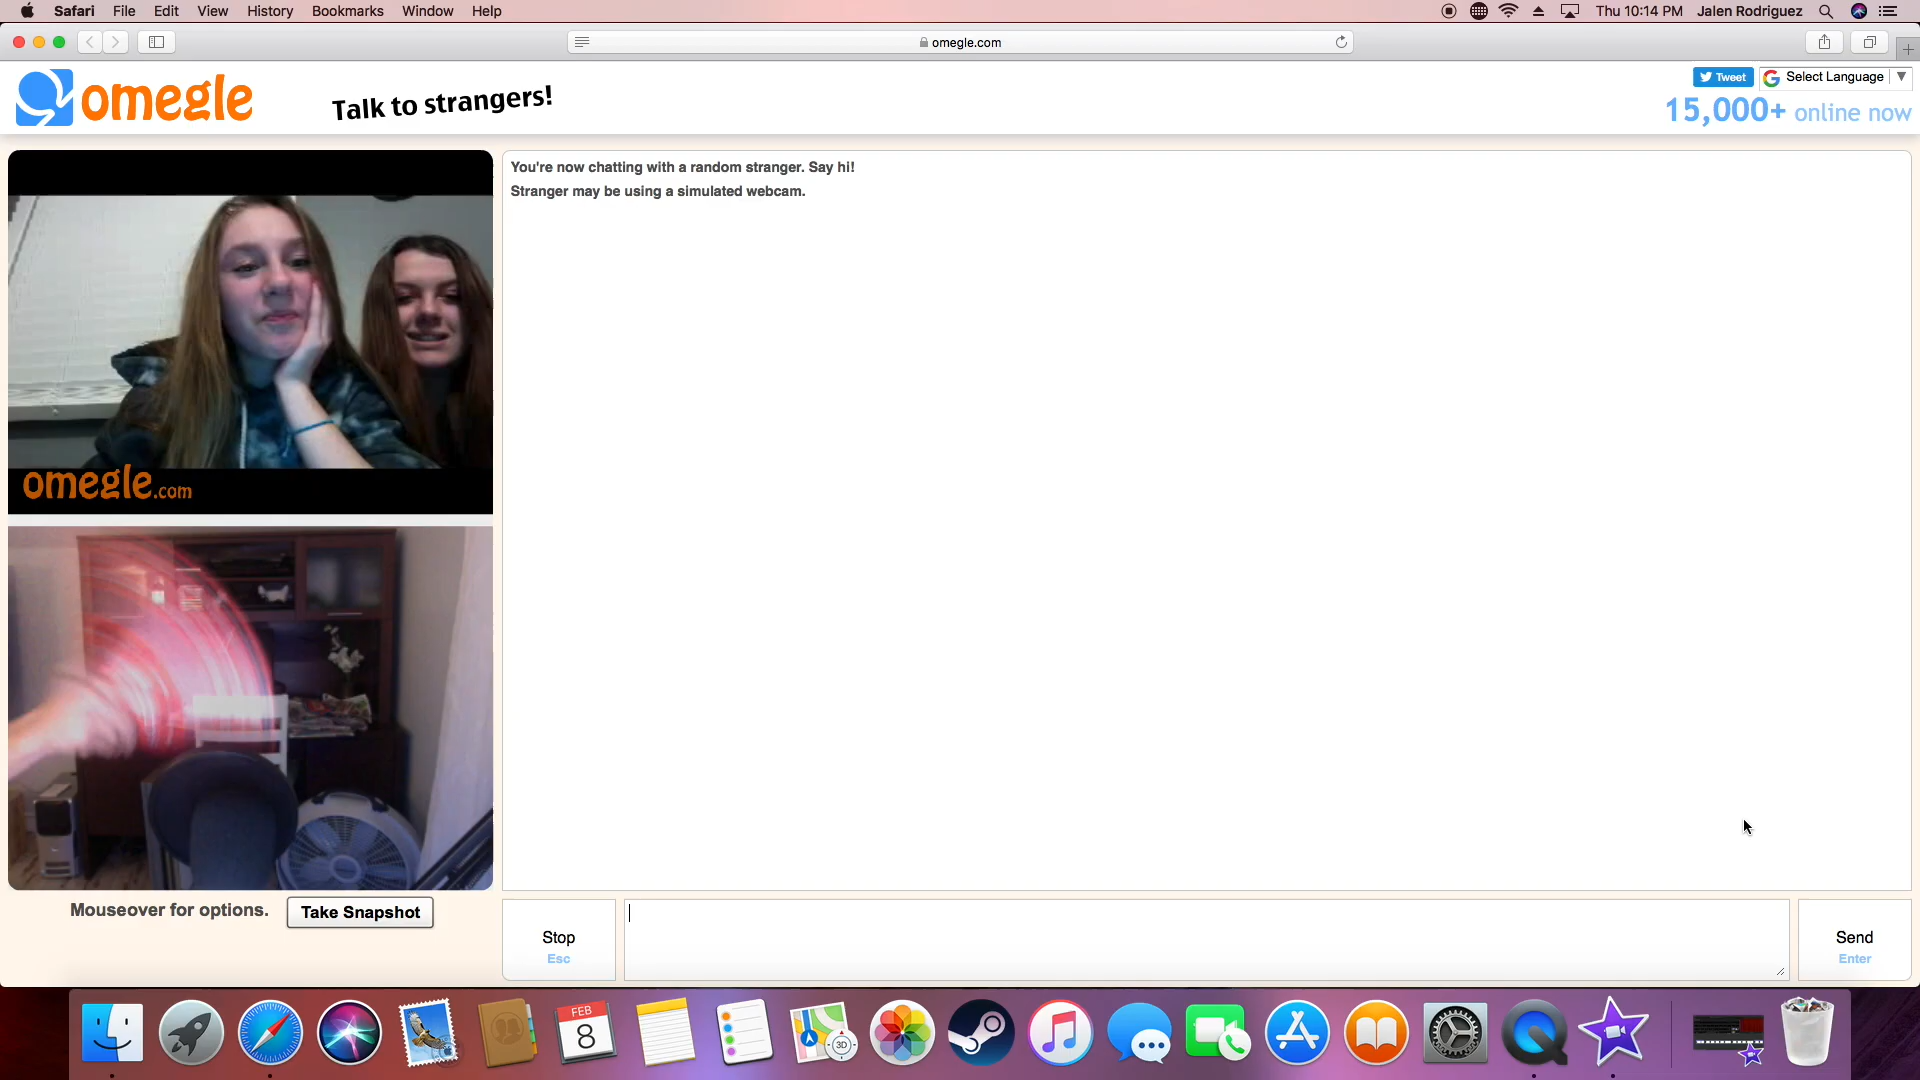 Safari File Edit View History Bookmarks Window Help Thu 10:14 PM Jalen Rodriguez
omegle.com
omegle Talk to strangers!
Tweet Select Language
15,000+ online now
You're now chatting with a random stranger. Say hi!
Stranger may be using a simulated webcam.
omegle.com
Mouseover for options. Take Snapshot
Stop
Esc
Send
Enter
FEB
8
3D